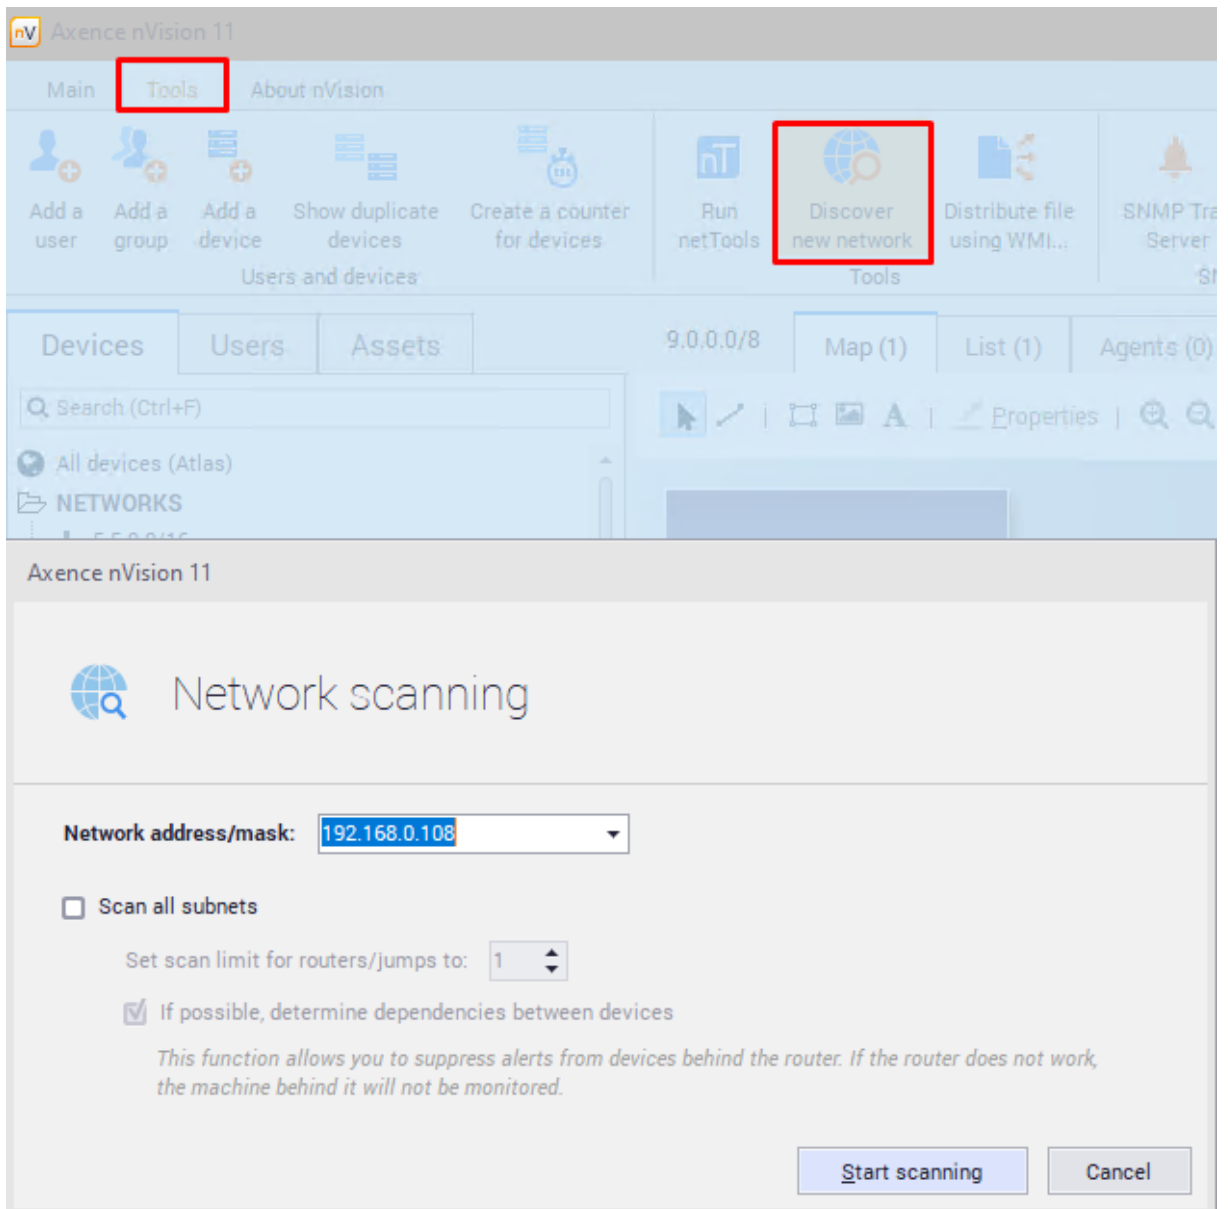 nV Axence nVision 11
Main Tools About nVision
nT
Add a user
Add a group
Add a device
Show duplicate devices
Create a counter for devices
Run netTools
Discover new network
Distribute file using WMI...
SNMP Tra
Server
Users and devices
Tools
Devices Users Assets
9.0.0.0/8 Map (1) List (1) Agents (0)
Search (Ctrl+F)
A Properties
All devices (Atlas)
NETWORKS
Axence nVision 11
Network scanning
Network address/mask: 192.168.0.108
Scan all subnets
Set scan limit for routers/jumps to: 1
If possible, determine dependencies between devices
This function allows you to suppress alerts from devices behind the router. If the router does not work,
the machine behind it will not be monitored.
Start scanning Cancel